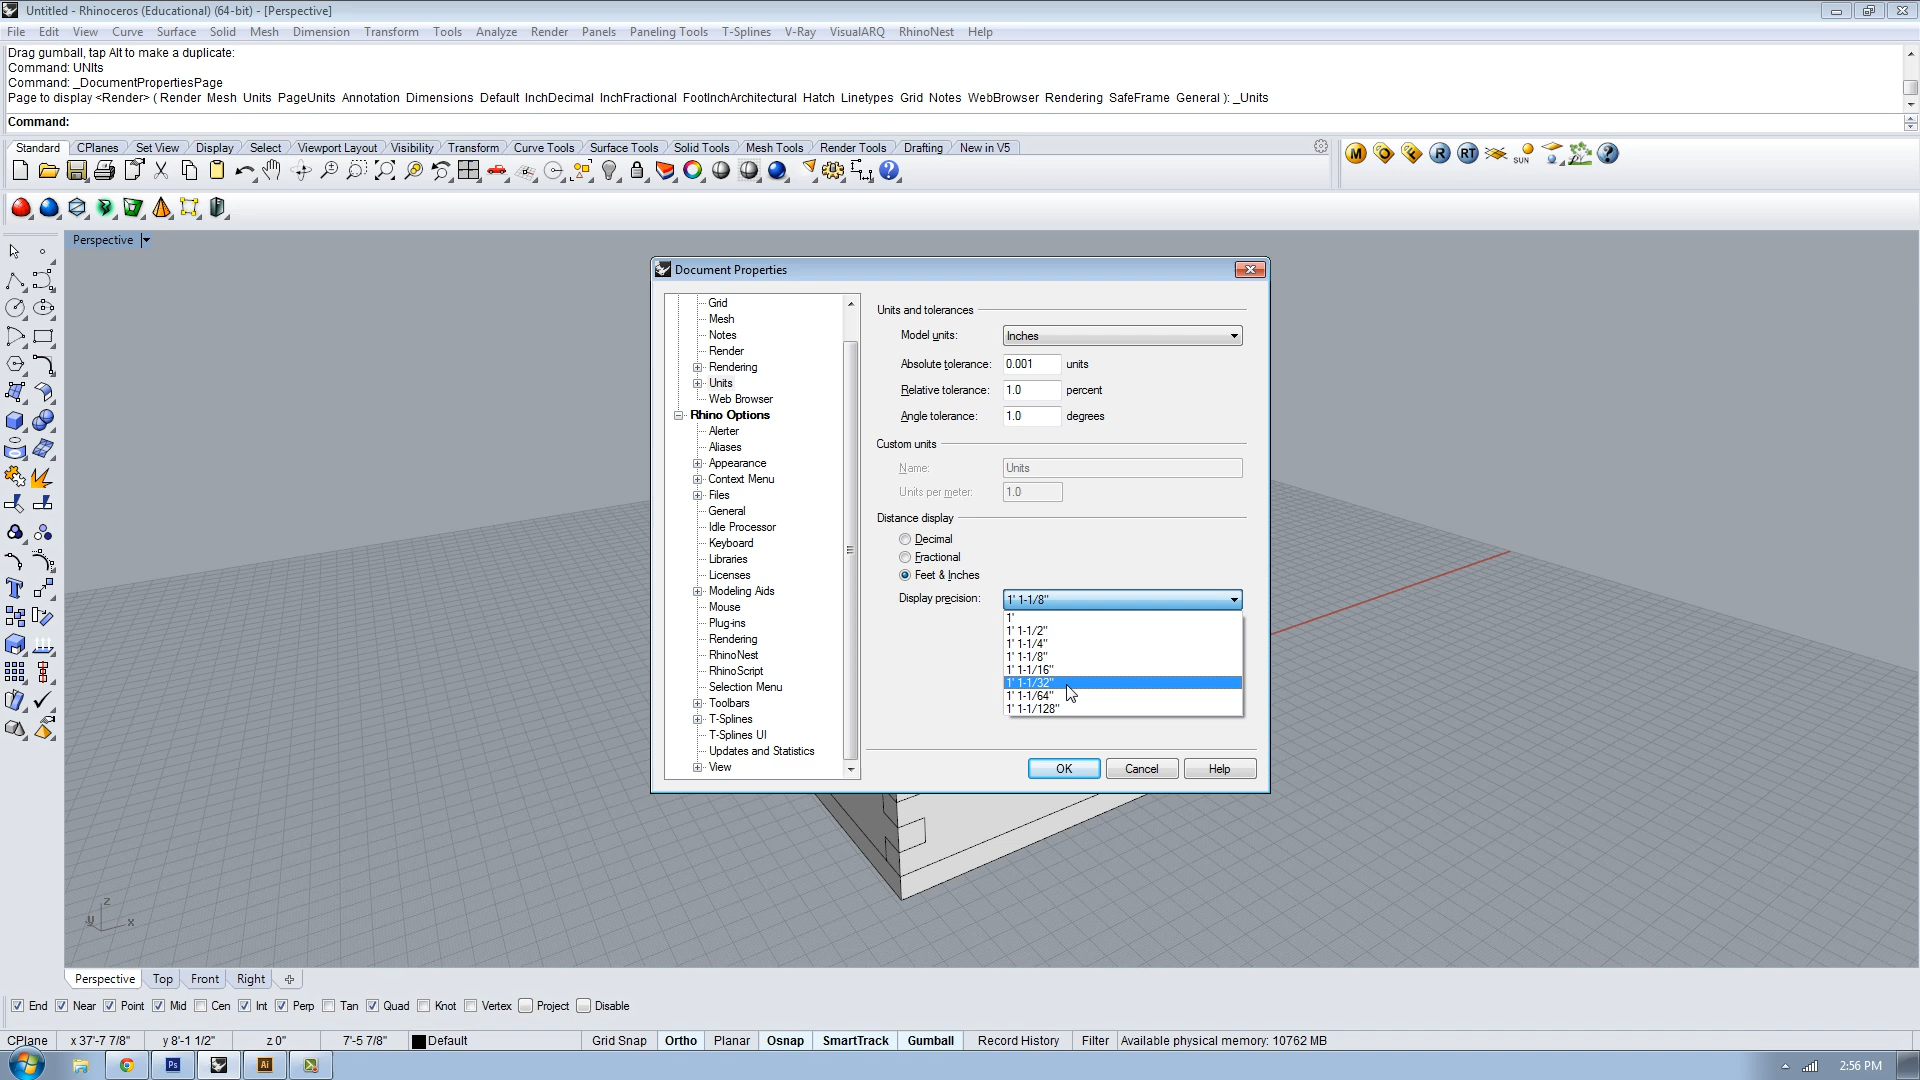 Untitled - Rhinoceros (Educational) (64-bit) - [Perspective]
File Edit View Curve Surface Solid Mesh Dimension Transform Tools Analyze Render Panels Paneling Tools T-Splines V-Ray VisualARQ RhinoNest Help
Drag gumball, tap Alt to make a duplicate:
Command: UNIts
Command: _DocumentPropertiesPage
Page to display <Render> ( Render Mesh Units PageUnits Annotation Dimensions Default InchDecimal InchFractional FootInchArchitectural Hatch Linetypes Grid Notes WebBrowser Rendering SafeFrame General ): _Units
Command:
Standard CPlanes Set View Display Select Viewport Layout Visibility Transform Curve Tools Surface Tools Solid Tools Mesh Tools Render Tools Drafting New in V5
M R RT SUN ?
Perspective
Document Properties
Grid
Mesh
Notes
Render
Rendering
Units
Web Browser
Rhino Options
Alerter
Aliases
Appearance
Context Menu
Files
General
Idle Processor
Keyboard
Libraries
Licenses
Modeling Aids
Mouse
Plug-ins
Rendering
RhinoNest
RhinoScript
Selection Menu
Toolbars
T-Splines
T-Splines UI
Updates and Statistics
View
Units and tolerances
Model units: Inches
Absolute tolerance: 0.001 units
Relative tolerance: 1.0 percent
Angle tolerance: 1.0 degrees
Custom units
Name: Units
Units per meter: 1.0
Distance display
Decimal
Fractional
Feet & Inches
Display precision: 1' 1-1/8"
1'
1' 1-1/2"
1' 1-1/4"
1' 1-1/8"
1' 1-1/16"
1' 1-1/32"
1' 1-1/64"
1' 1-1/128"
OK Cancel Help
z
y x
Perspective Top Front Right
End Near Point Mid Cen Int Perp Tan Quad Knot Vertex Project Disable
CPlane x 37'-7 7/8" y 8'-1 1/2" z 0" 7'-5 7/8" Default Grid Snap Ortho Planar Osnap SmartTrack Gumball Record History Filter Available physical memory: 10762 MB
Ps Ai 2:56 PM